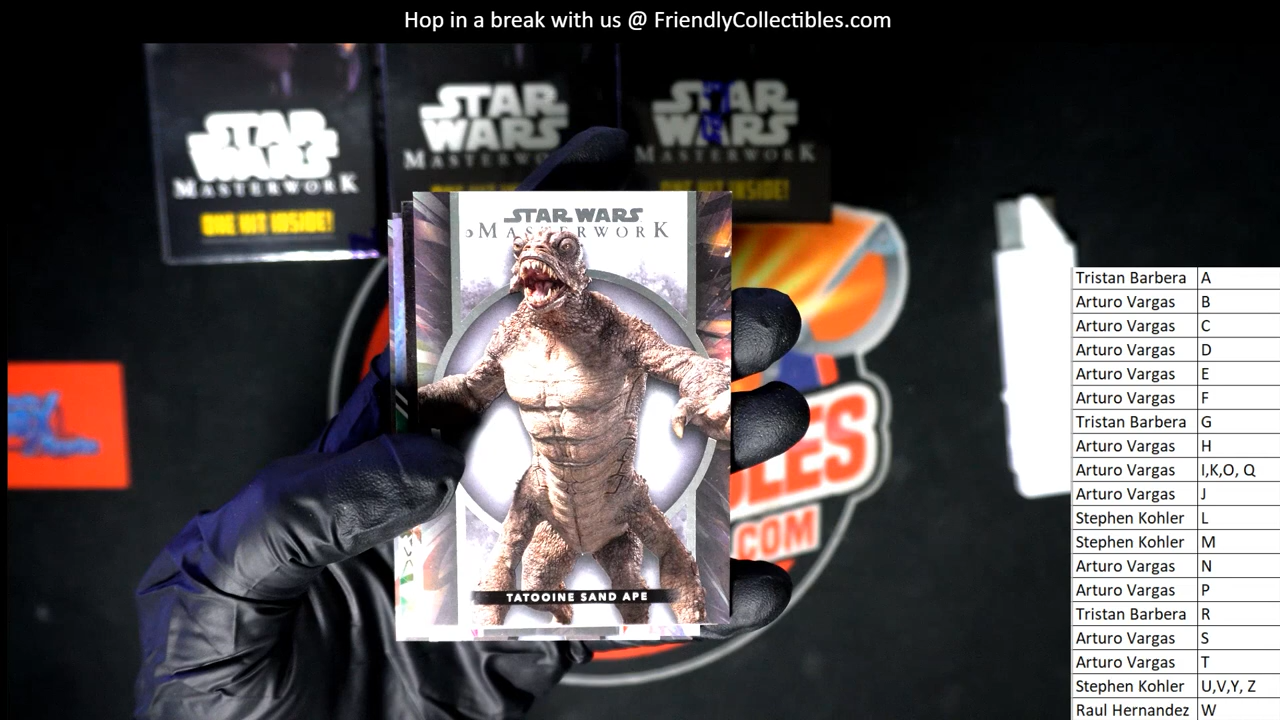 Hop in a break with us @ FriendlyCollectibles.com
STAR
WARS
MASTERWORK
ONE HIT INSIDE!
STAR
WARS
MASTERWO
STAR
WARS
MASTERWORK
INSIDE!
STAR WARS
MASTERWORK
TATOOINE SAND APE
LES
.COM
Tristan Barbera A
Arturo Vargas B
Arturo Vargas C
Arturo Vargas D
Arturo Vargas E
Arturo Vargas F
Tristan Barbera G
Arturo Vargas H
Arturo Vargas I,K,O, Q
Arturo Vargas J
Stephen Kohler L
Stephen Kohler M
Arturo Vargas N
Arturo Vargas P
Tristan Barbera R
Arturo Vargas S
Arturo Vargas T
Stephen Kohler U,V,Y, Z
Raul Hernandez W